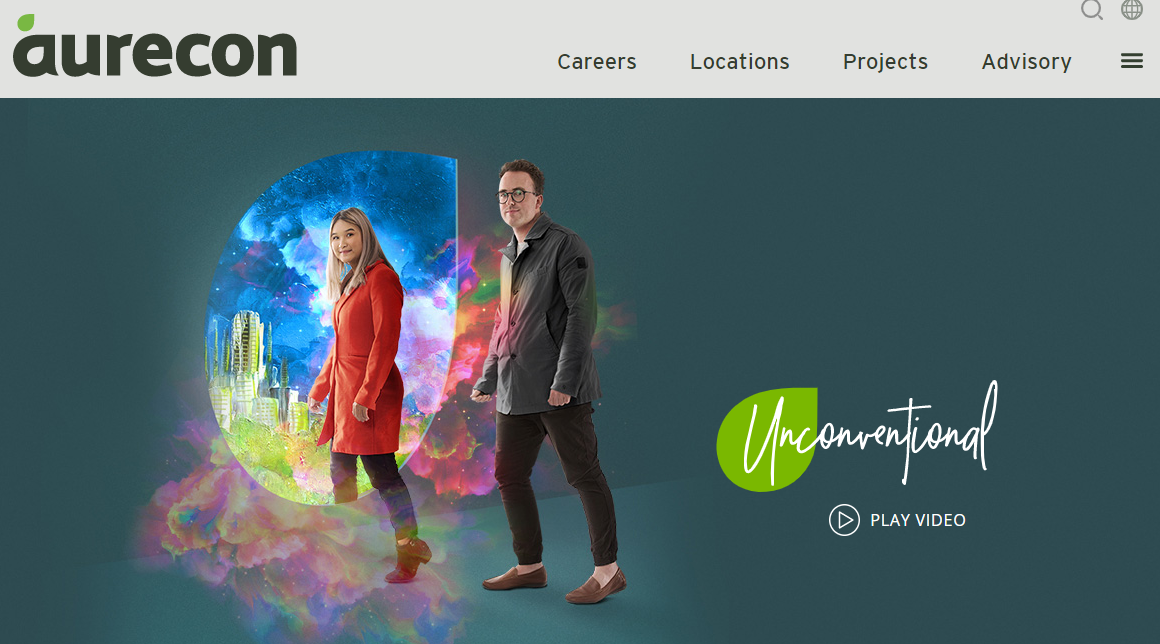 aurecon
Careers Locations Projects Advisory
Unconventional
PLAY VIDEO